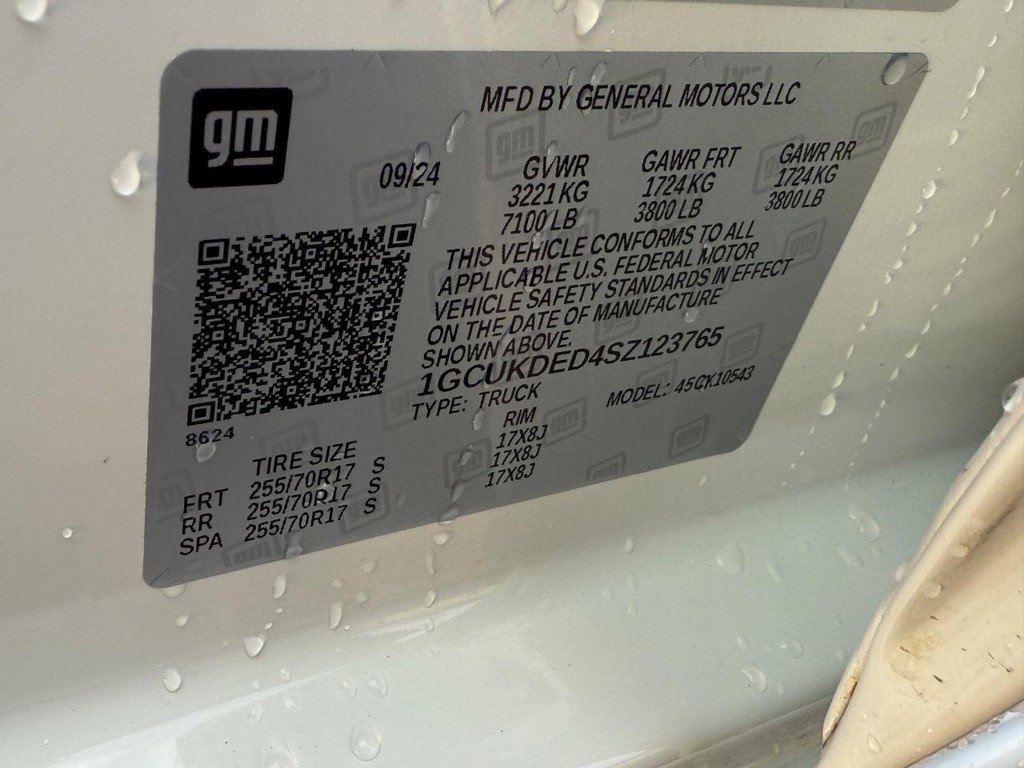 gm
MFD BY GENERAL MOTORS LLC
09/24
GVWR
3221 KG
7100 LB
GAWR FRT
1724 KG
3800 LB
GAWR RR
1724 KG
3800 LB
THIS VEHICLE CONFORMS TO ALL
APPLICABLE U.S. FEDERAL MOTOR
VEHICLE SAFETY STANDARDS IN EFFECT
ON THE DATE OF MANUFACTURE
SHOWN ABOVE.
1GCUKDED4SZ123765
TYPE: TRUCK
MODEL: 45CK10543
8624
TIRE SIZE RIM
FRT 255/70R17 S 17X8J
RR 255/70R17 S 17X8J
SPA 255/70R17 S 17X8J